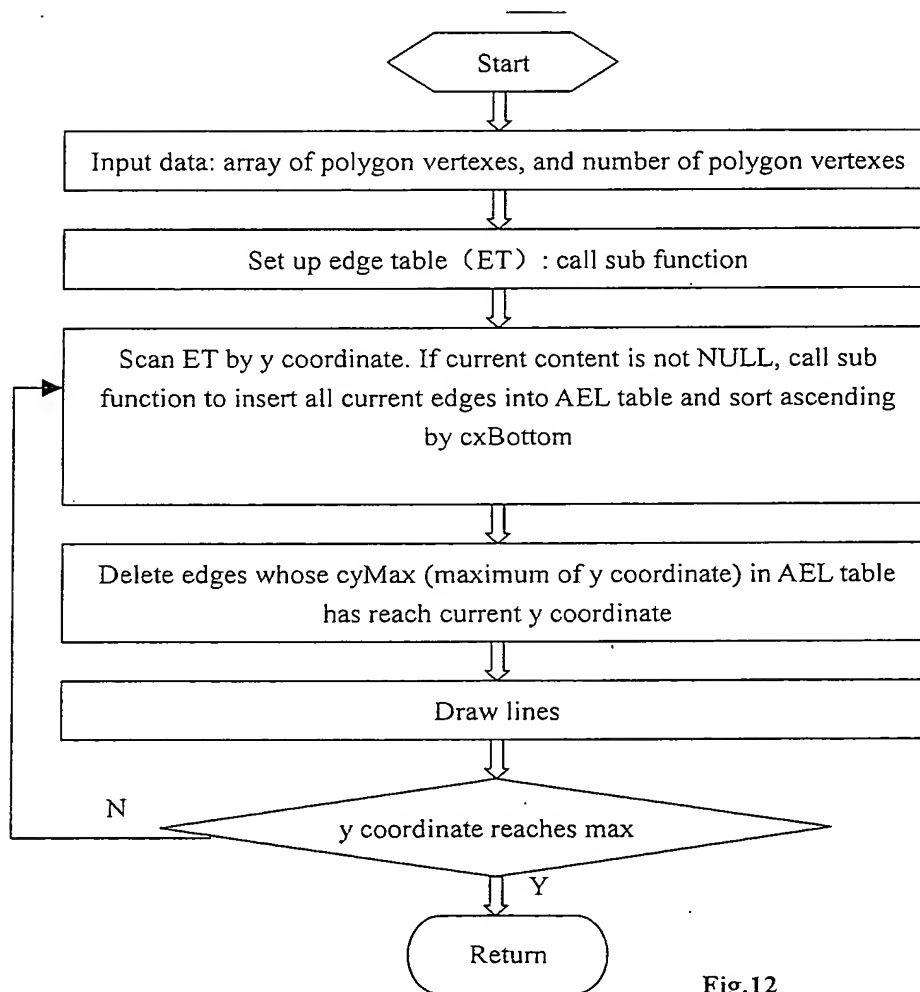 Start
Input data: array of polygon vertexes, and number of polygon vertexes
Set up edge table（ET）: call sub function
Scan ET by y coordinate. If current content is not NULL, call sub
function to insert all current edges into AEL table and sort ascending
by cxBottom
Delete edges whose cyMax (maximum of y coordinate) in AEL table
has reach current y coordinate
Draw lines
N
y coordinate reaches max
Y
Return
Fig.12